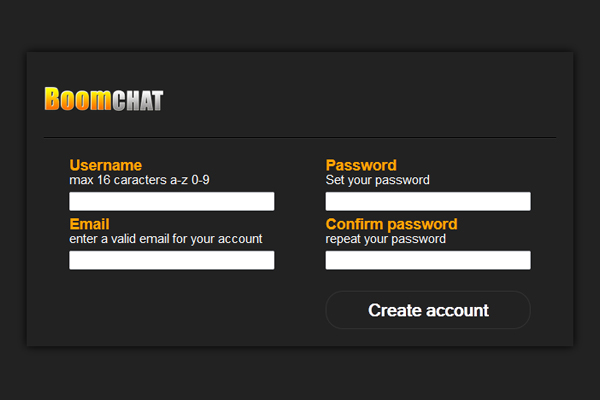 BoomCHAT
Username
max 16 caracters a-z 0-9
Password
Set your password
Email
enter a valid email for your account
Confirm password
repeat your password
Create account